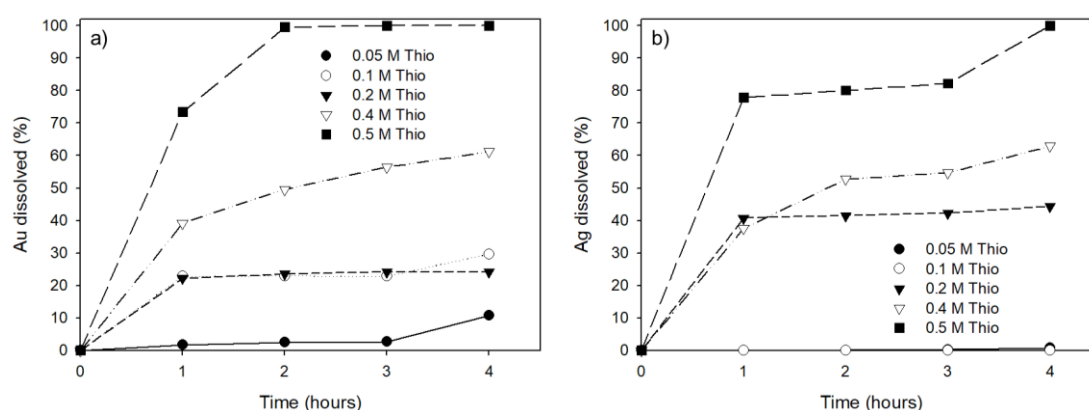 a)
0.05 M Thio
0.1 M Thio
0.2 M Thio
0.4 M Thio
0.5 M Thio
Au dissolved (%)
100
90
80
70
60
50
40
30
20
10
0
0 1 2 3 4
Time (hours)
b)
0.05 M Thio
0.1 M Thio
0.2 M Thio
0.4 M Thio
0.5 M Thio
Ag dissolved (%)
100
90
80
70
60
50
40
30
20
10
0
0 1 2 3 4
Time (hours)